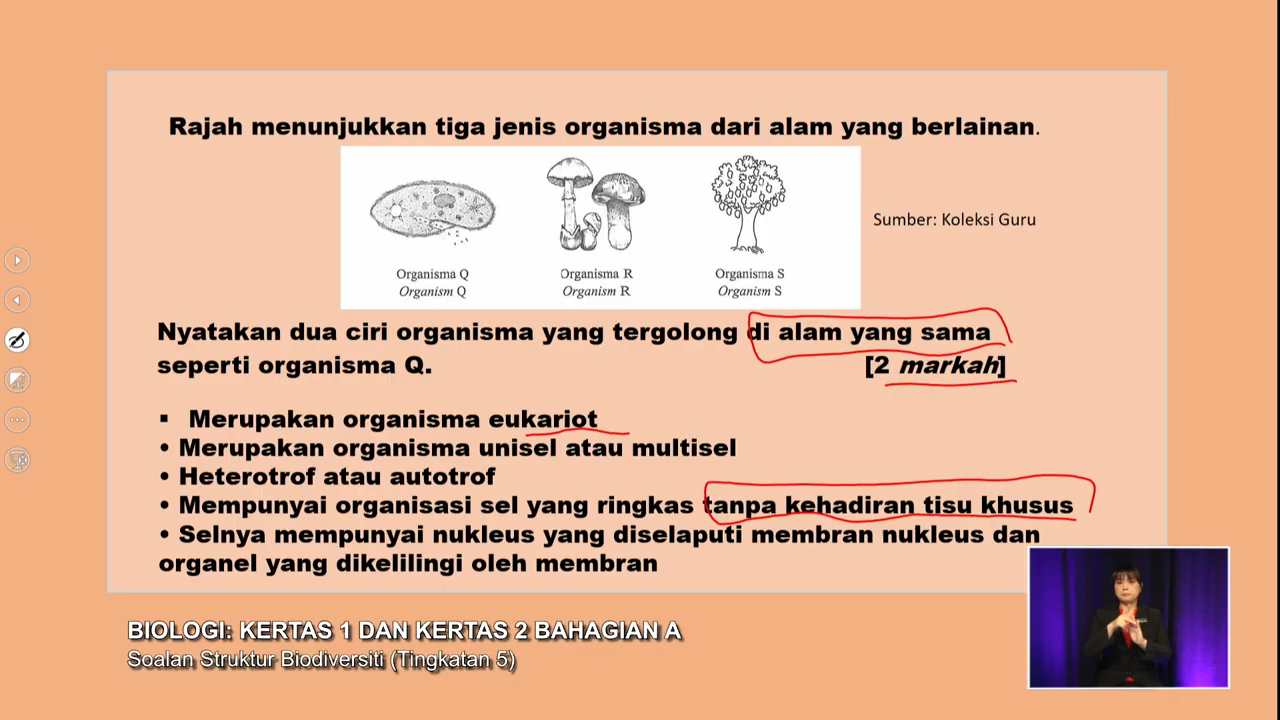 Rajah menunjukkan tiga jenis organisma dari alam yang berlainan.
Organisma Q
Organism Q
Organisma R
Organism R
Organisma S
Organism S
Sumber: Koleksi Guru
Nyatakan dua ciri organisma yang tergolong di alam yang sama
seperti organisma Q. [2 markah]
▪ Merupakan organisma eukariot
• Merupakan organisma unisel atau multisel
• Heterotrof atau autotrof
• Mempunyai organisasi sel yang ringkas tanpa kehadiran tisu khusus
• Selnya mempunyai nukleus yang diselaputi membran nukleus dan
organel yang dikelilingi oleh membran
BIOLOGI: KERTAS 1 DAN KERTAS 2 BAHAGIAN A
Soalan Struktur Biodiversiti (Tingkatan 5)